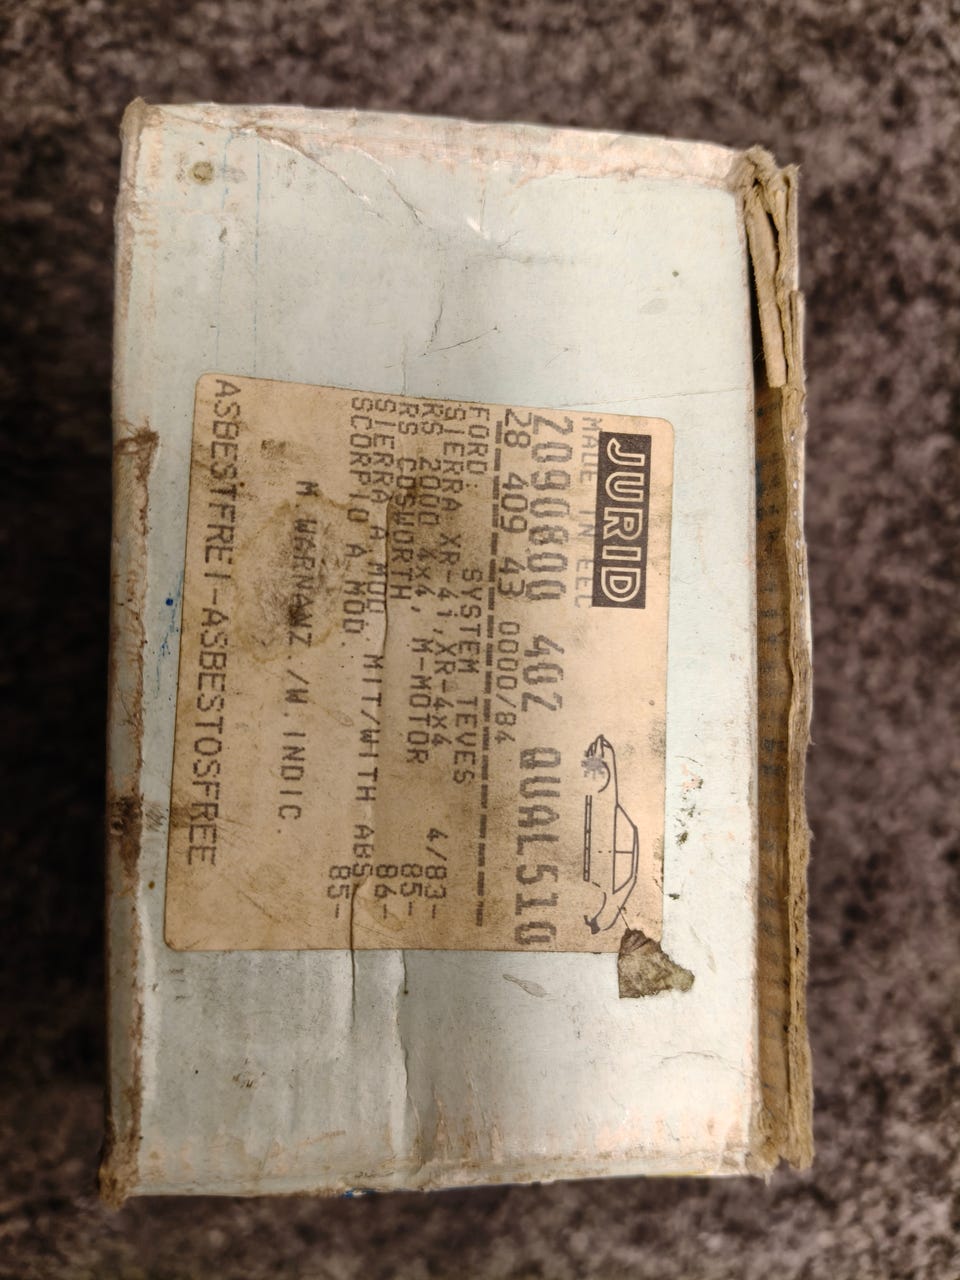 JURID
MADE IN EEC
209080J 402 QUAL510
28 409 43 0000/84
FORD: SYSTEM TEVES
SIERRA XR-4I,XR-4X4 4/83-
RS 2000 4X4, M-MOTOR 85-
RS COSWORTH 86-
SIERRA A MOD. MIT/WITH ABS 85-
SCORPIO A MOD.
M.WARNANZ./W.INDIC.
ASBESTFREI-ASBESTOSFREE